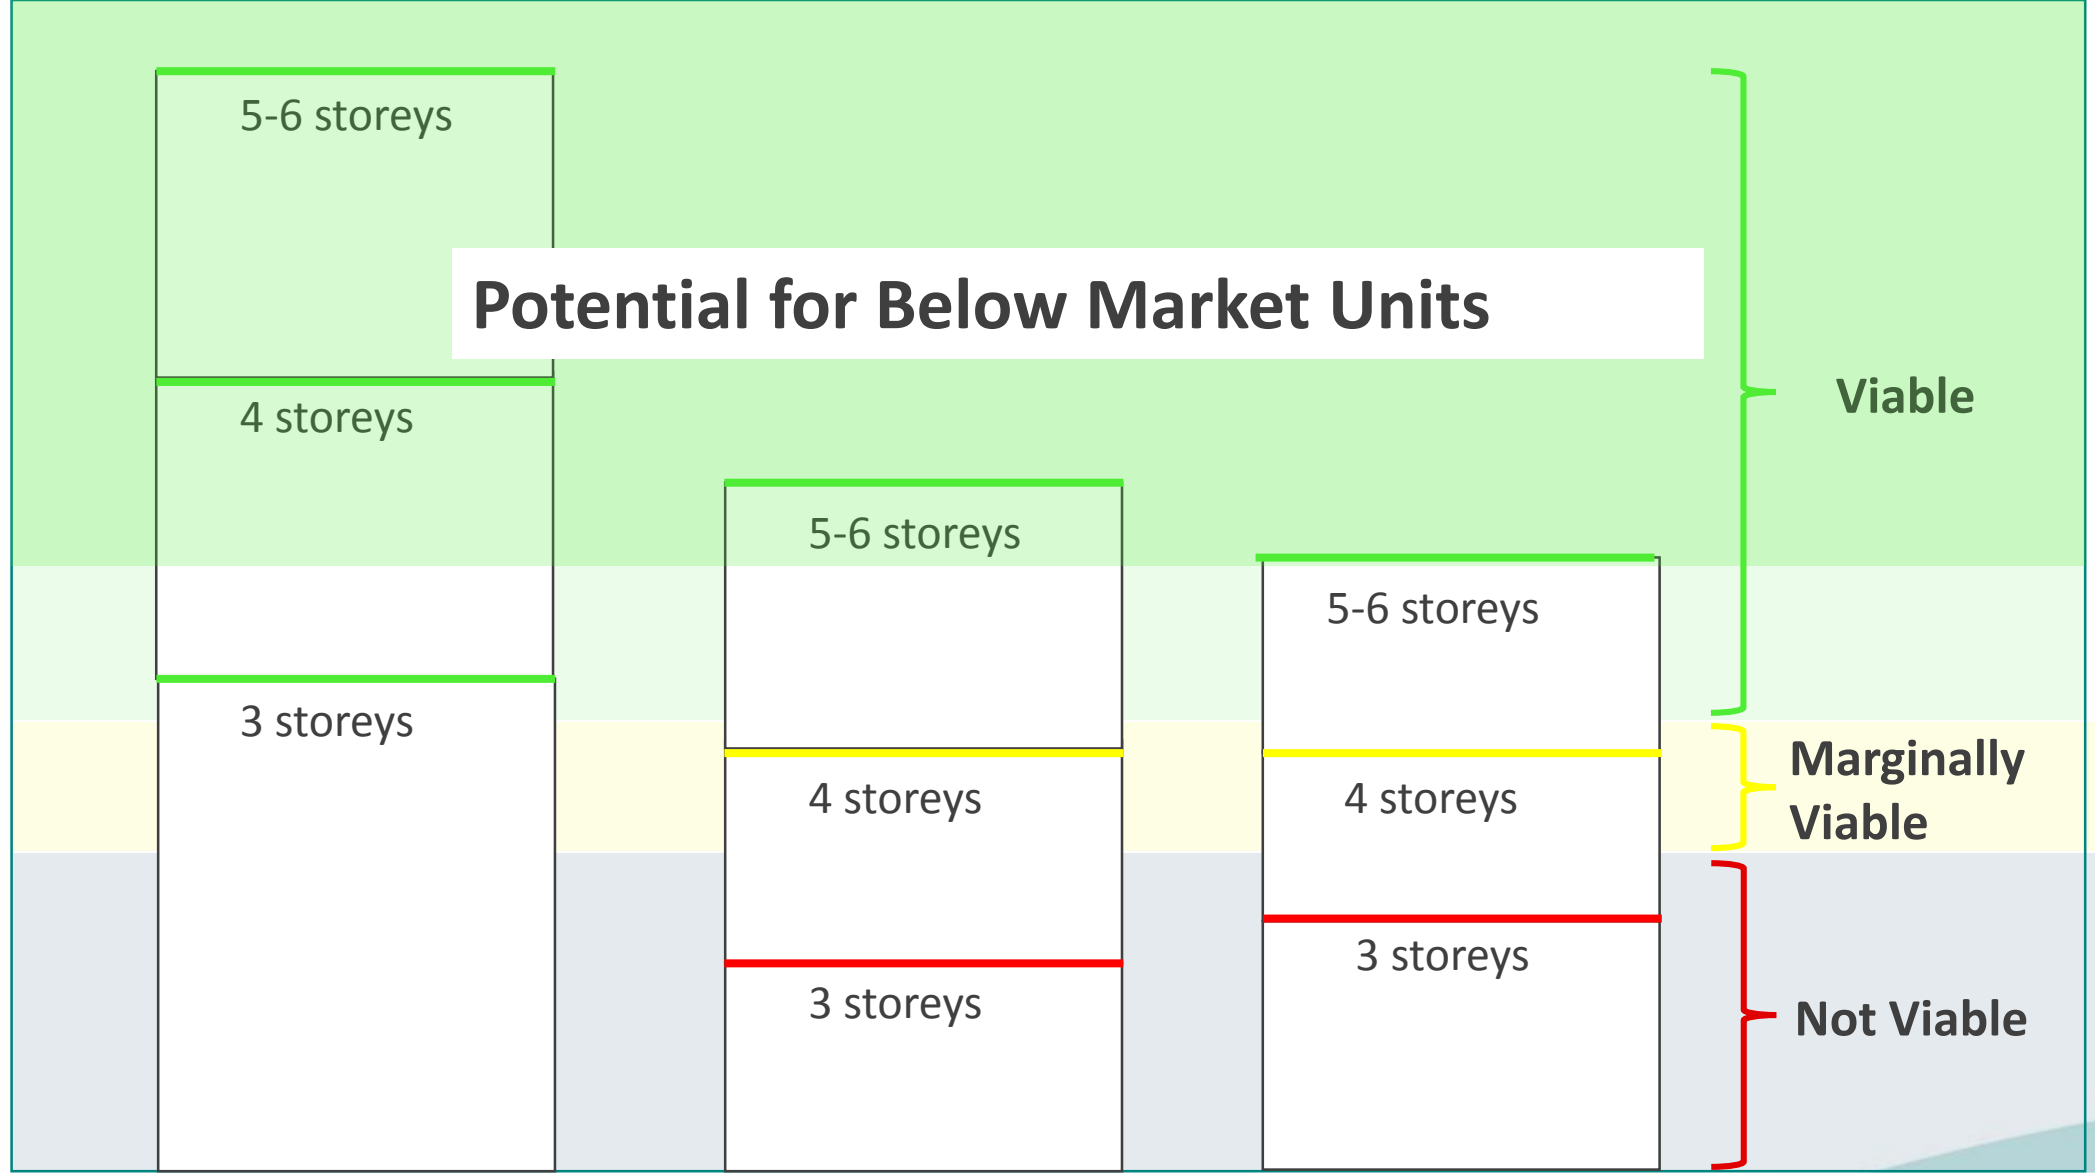 5-6 storeys
Potential for Below Market Units
4 storeys
Viable
5-6 storeys
5-6 storeys
3 storeys
Marginally
Viable
4 storeys
4 storeys
3 storeys
3 storeys
Not Viable